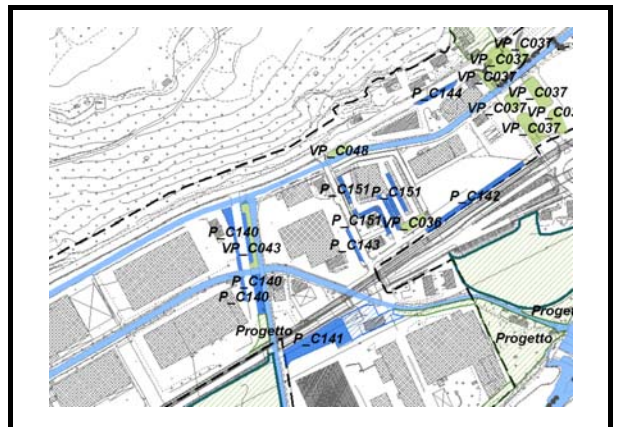 VP_C037
VP_C037
P_C144
VP_C037
VP_C037
VP_C037
VP_C037
VP_C048
P_C151
P_C151
P_C142
P_C151
VP_C036
P_C140
VP_C043
P_C143
P_C140
P_C140
Progetto
P_C141
Progetto